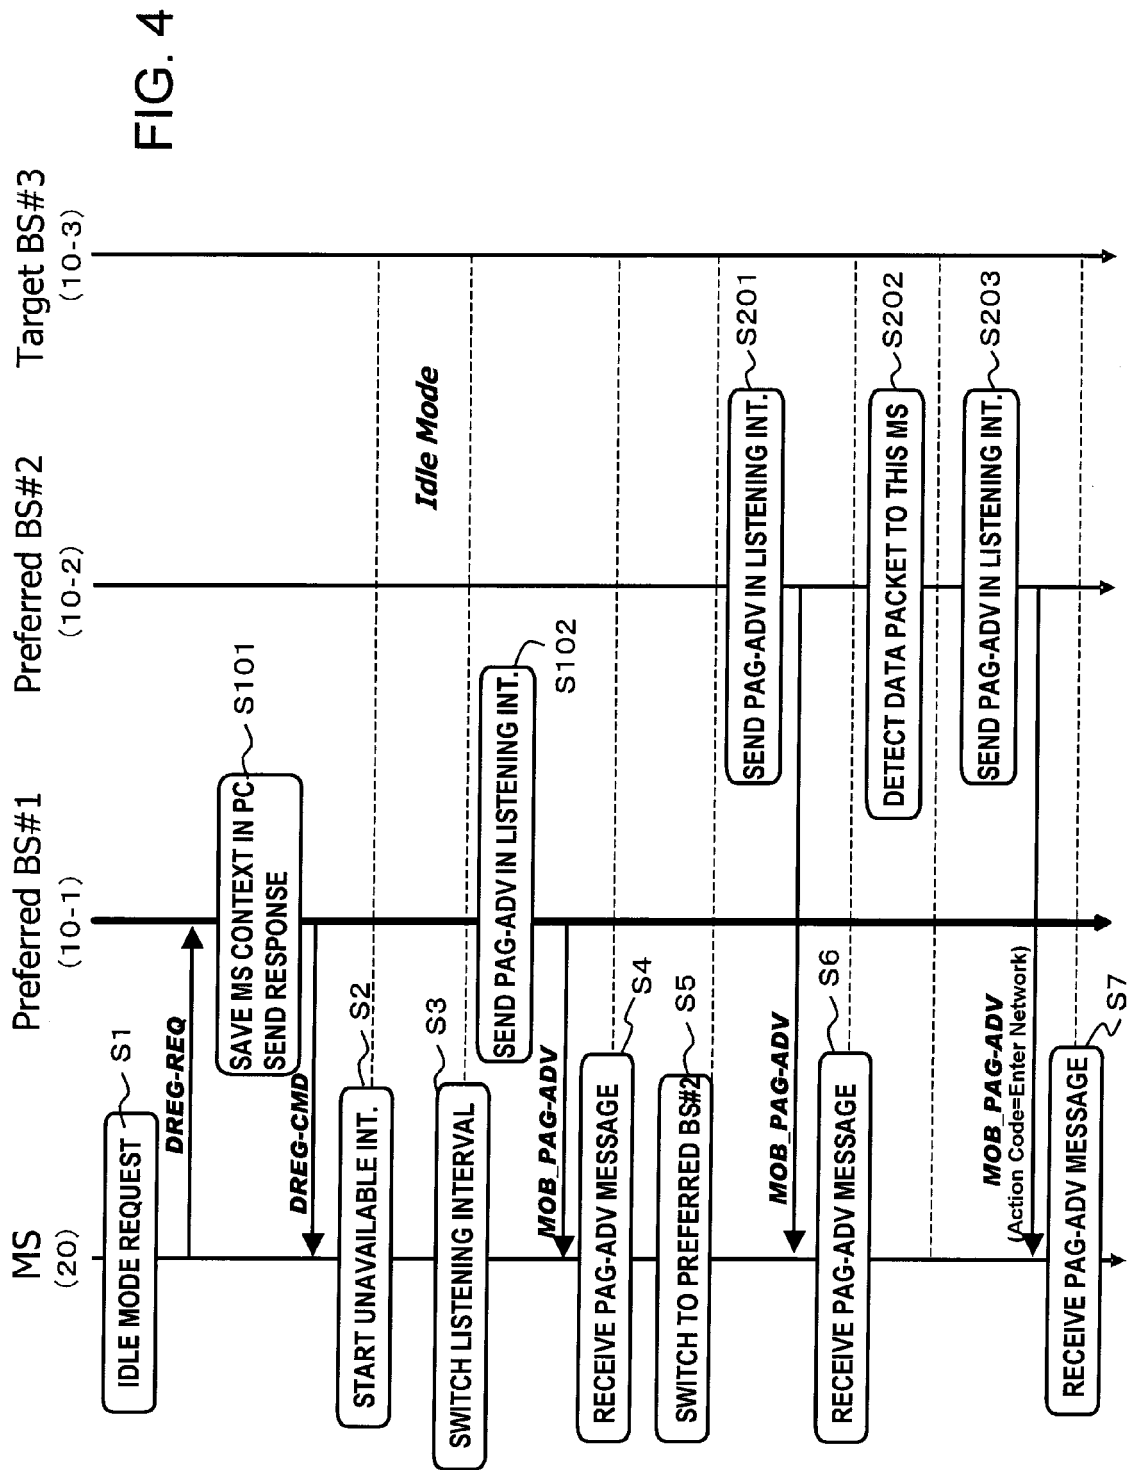 FIG. 4
MS
(20)
Preferred BS#1
(10-1)
Preferred BS#2
(10-2)
Target BS#3
(10-3)
IDLE MODE REQUEST
S1
DREG-REQ
SAVE MS CONTEXT IN PC
SEND RESPONSE
S101
DREG-CMD
START UNAVAILABLE INT.
S2
Idle Mode
SWITCH LISTENING INTERVAL
S3
SEND PAG-ADV IN LISTENING INT.
S102
MOB_PAG-ADV
RECEIVE PAG-ADV MESSAGE
S4
SWITCH TO PREFERRED BS#2
S5
SEND PAG-ADV IN LISTENING INT.
S201
MOB_PAG-ADV
RECEIVE PAG-ADV MESSAGE
S6
DETECT DATA PACKET TO THIS MS
S202
SEND PAG-ADV IN LISTENING INT.
S203
MOB_PAG-ADV
(Action Code=Enter Network)
RECEIVE PAG-ADV MESSAGE
S7